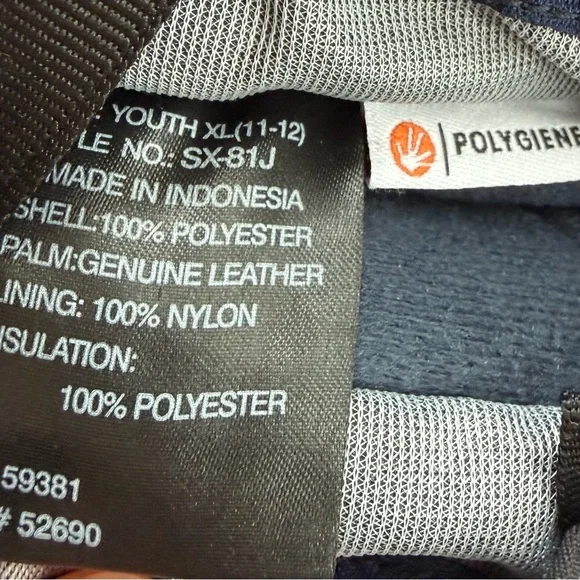 : YOUTH XL(11-12)
LE NO.: SX-81J
MADE IN INDONESIA
SHELL:100% POLYESTER
PALM:GENUINE LEATHER
LINING: 100% NYLON
NSULATION:
100% POLYESTER
59381
# 52690
POLYGIENE